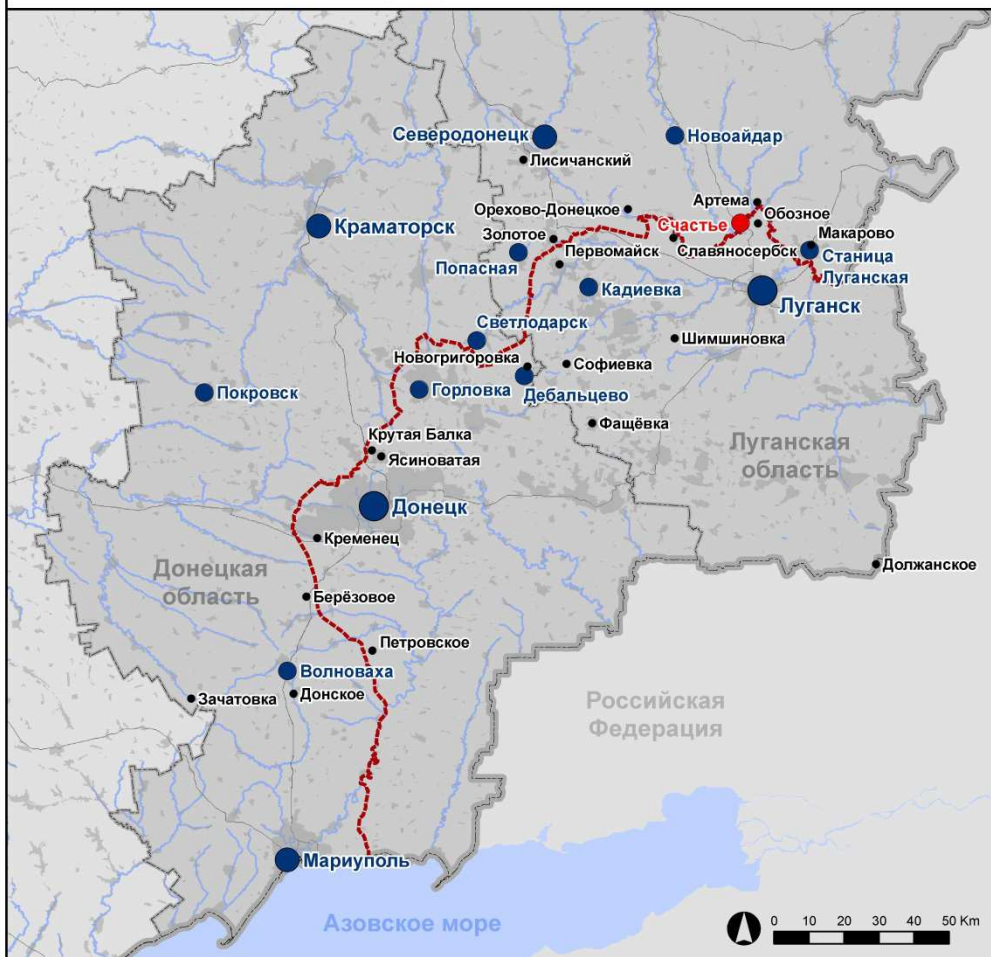 Северодонецк
Новоайдар
Лисичанский
Артема
Орехово-Донецкое
Обозное
Счастье
Краматорск
Золотое
Макарово
Славяносербск
Первомайск
Станица
Луганская
Попасная
Кадиевка
Луганск
Светлодарск
Шимшиновка
Новогригоровка
Софиевка
Покровск
Горловка
Дебальцево
Фащёвка
Крутая Балка
Луганская
область
Ясиноватая
Донецк
Кременец
Донецкая
область
Должанское
Берёзовое
Петровское
Волноваха
Зачатовка
Донское
Российская
Федерация
Мариуполь
Азовское море
0 10 20 30 40 50 Km